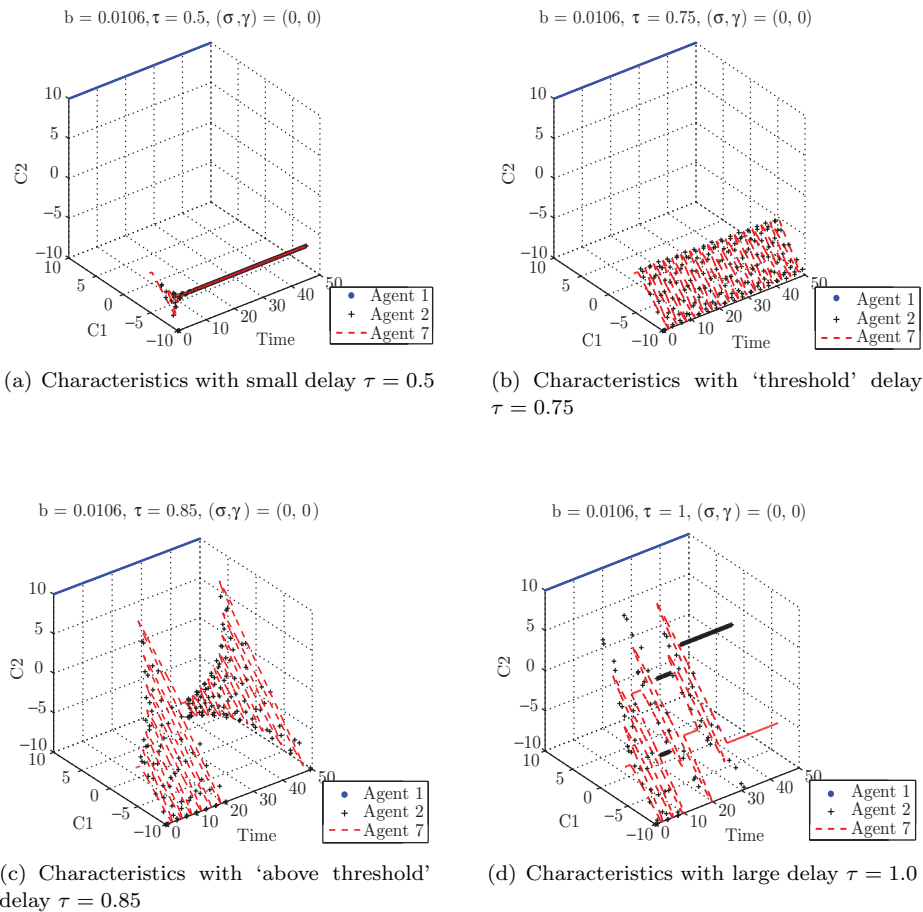 b = 0.0106, τ = 0.5, (σ,γ) = (0, 0)
10
5
0
−5
−10
C2
10
5
0
−5
−10
C1
0
10
20
30
40
50
Time
Agent 1
Agent 2
Agent 7
(a) Characteristics with small delay τ = 0.5
b = 0.0106, τ = 0.75, (σ,γ) = (0, 0)
10
5
0
−5
−10
C2
10
5
0
−5
−10
C1
0
10
20
30
40
50
Time
Agent 1
Agent 2
Agent 7
(b) Characteristics with ‘threshold’ delay
τ = 0.75
b = 0.0106, τ = 0.85, (σ,γ) = (0, 0)
10
5
0
−5
−10
C2
10
5
0
−5
−10
C1
0
10
20
30
40
50
Time
Agent 1
Agent 2
Agent 7
(c) Characteristics with ‘above threshold’
delay τ = 0.85
b = 0.0106, τ = 1, (σ,γ) = (0, 0)
10
5
0
−5
−10
C2
10
5
0
−5
−10
C1
0
10
20
30
40
50
Time
Agent 1
Agent 2
Agent 7
(d) Characteristics with large delay τ = 1.0